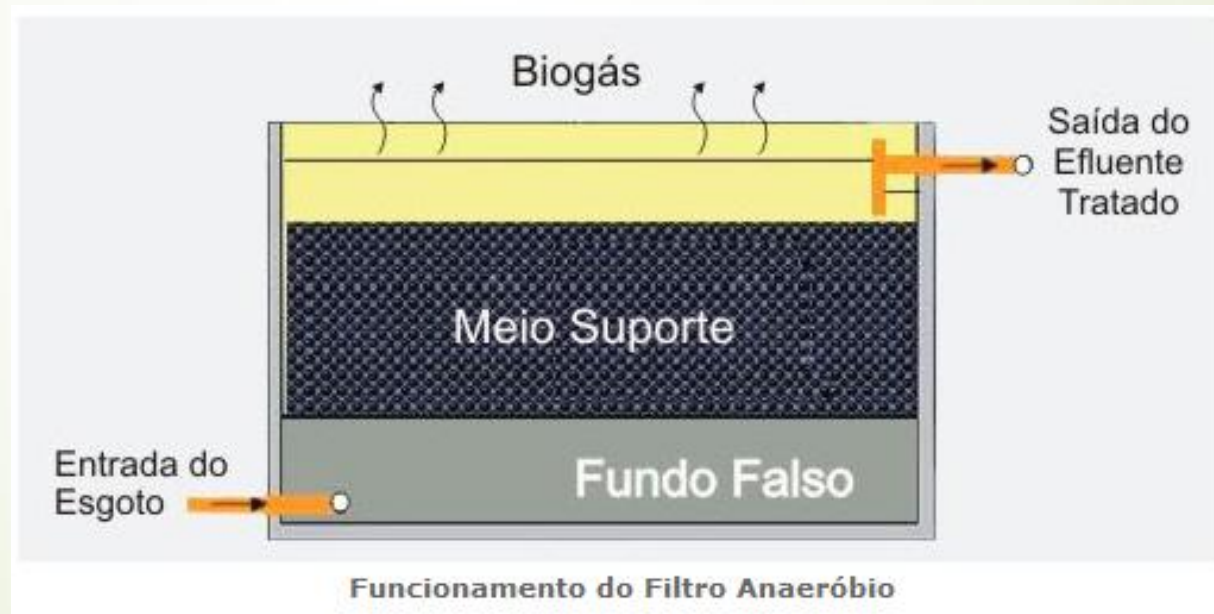 Biogás
Saída do
Efluente
Tratado
Meio Suporte
Entrada do
Esgoto
Fundo Falso
Funcionamento do Filtro Anaeróbio